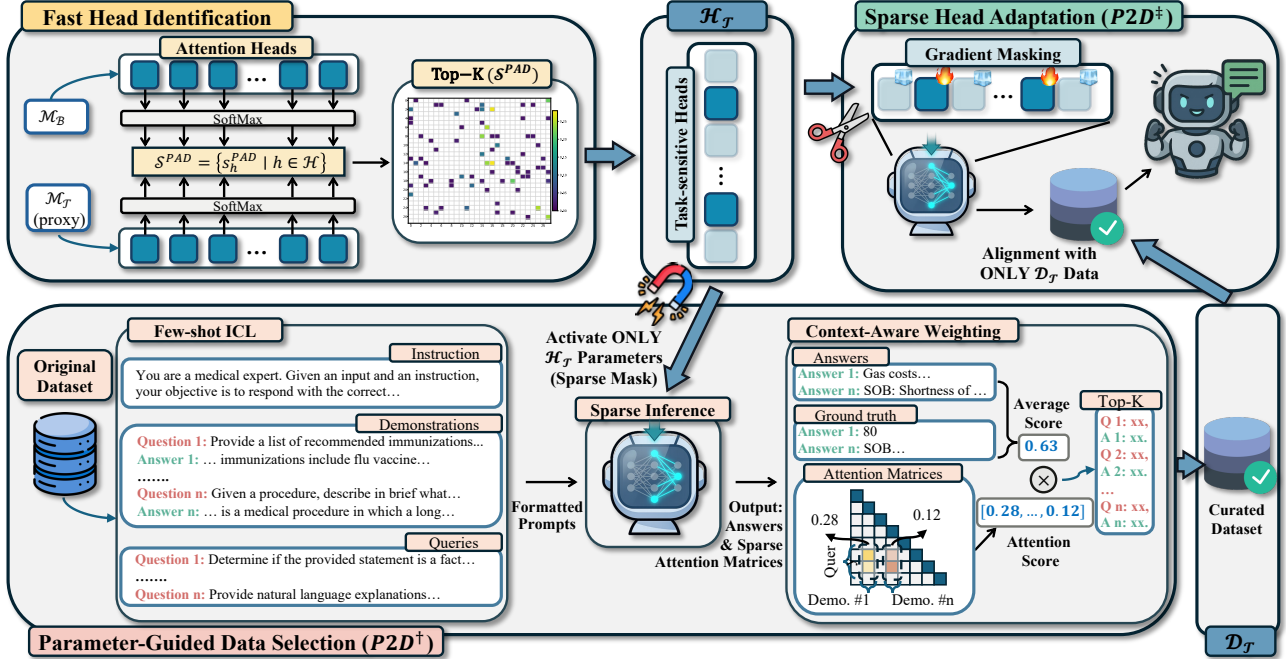 Fast Head Identification
Attention Heads
ℳ_ℬ
SoftMax
𝒮^PAD = {s_h^PAD | h ∈ ℋ}
ℳ_𝒯
(proxy)
SoftMax
Top-K (𝒮^PAD)
ℋ_𝒯
Task-sensitive Heads
Sparse Head Adaptation (P2D‡)
Gradient Masking
Alignment with
ONLY 𝒟_𝒯 Data
Original
Dataset
Few-shot ICL
Instruction
You are a medical expert. Given an input and an instruction,
your objective is to respond with the correct…
Demonstrations
Question 1: Provide a list of recommended immunizations...
Answer 1: … immunizations include flu vaccine…
.......
Question n: Given a procedure, describe in brief what…
Answer n: … is a medical procedure in which a long…
Queries
Question 1: Determine if the provided statement is a fact…
.......
Question n: Provide natural language explanations…
Formatted
Prompts
Activate ONLY
ℋ_𝒯 Parameters
(Sparse Mask)
Sparse Inference
Output:
Answers
& Sparse
Attention Matrices
Context-Aware Weighting
Answers
Answer 1: Gas costs…
Answer n: SOB: Shortness of …
Ground truth
Answer 1: 80
Answer n: SOB…
Average
Score
0.63
Attention Matrices
0.28
0.12
Quer
Demo. #1
Demo. #n
[0.28, …, 0.12]
Attention
Score
Top-K
Q 1: xx,
A 1: xx.
Q 2: xx,
A 2: xx.
…
Q n: xx,
A n: xx.
Curated
Dataset
Parameter-Guided Data Selection (P2D†)
𝒟_𝒯